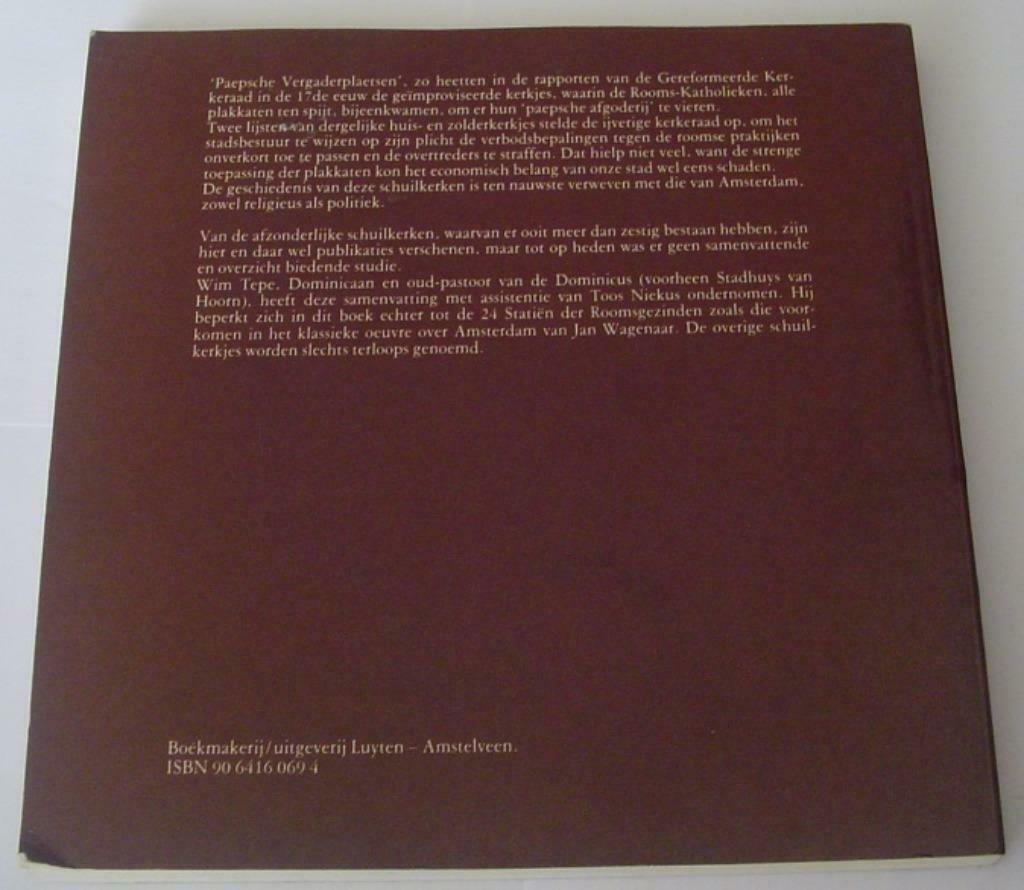 'Paepsche Vergaderplaetsen', zo heetten in de rapporten van de Gereformeerde Ker-
keraad in de 17de eeuw de geïmproviseerde kerkjes, waarin de Rooms-Katholieken, alle
plakkaten ten spijt, bijeenkwamen, om er hun 'paepsche afgoderij' te vieren.
Twee lijsten van dergelijke huis- en zolderkerkjes stelde de ijverige kerkeraad op, om het
stadsbestuur te wijzen op zijn plicht de verbodsbepalingen tegen de roomse praktijken
onverkort toe te passen en de overtreders te straffen. Dat hielp niet veel, want de strenge
toepassing der plakkaten kon het economisch belang van onze stad wel eens schaden.
De geschiedenis van deze schuilkerken is ten nauwste verweven met die van Amsterdam,
zowel religieus als politiek.
Van de afzonderlijke schuilkerken, waarvan er ooit meer dan zestig bestaan hebben, zijn
hier en daar wel publikaties verschenen, maar tot op heden was er geen samenvattende
en overzicht biedende studie.
Wim Tepe, Dominicaan en oud-pastoor van de Dominicus (voorheen Stadhuys van
Hoorn), heeft deze samenvatting met assistentie van Toos Niekus ondernomen. Hij
beperkt zich in dit boek echter tot de 24 Statiën der Roomsgezinden zoals die voor-
komen in het klassieke oeuvre over Amsterdam van Jan Wagenaar. De overige schuil-
kerkjes worden slechts terloops genoemd.
Boekmakerij/uitgeverij Luyten – Amstelveen.
ISBN 90 6416 069 4